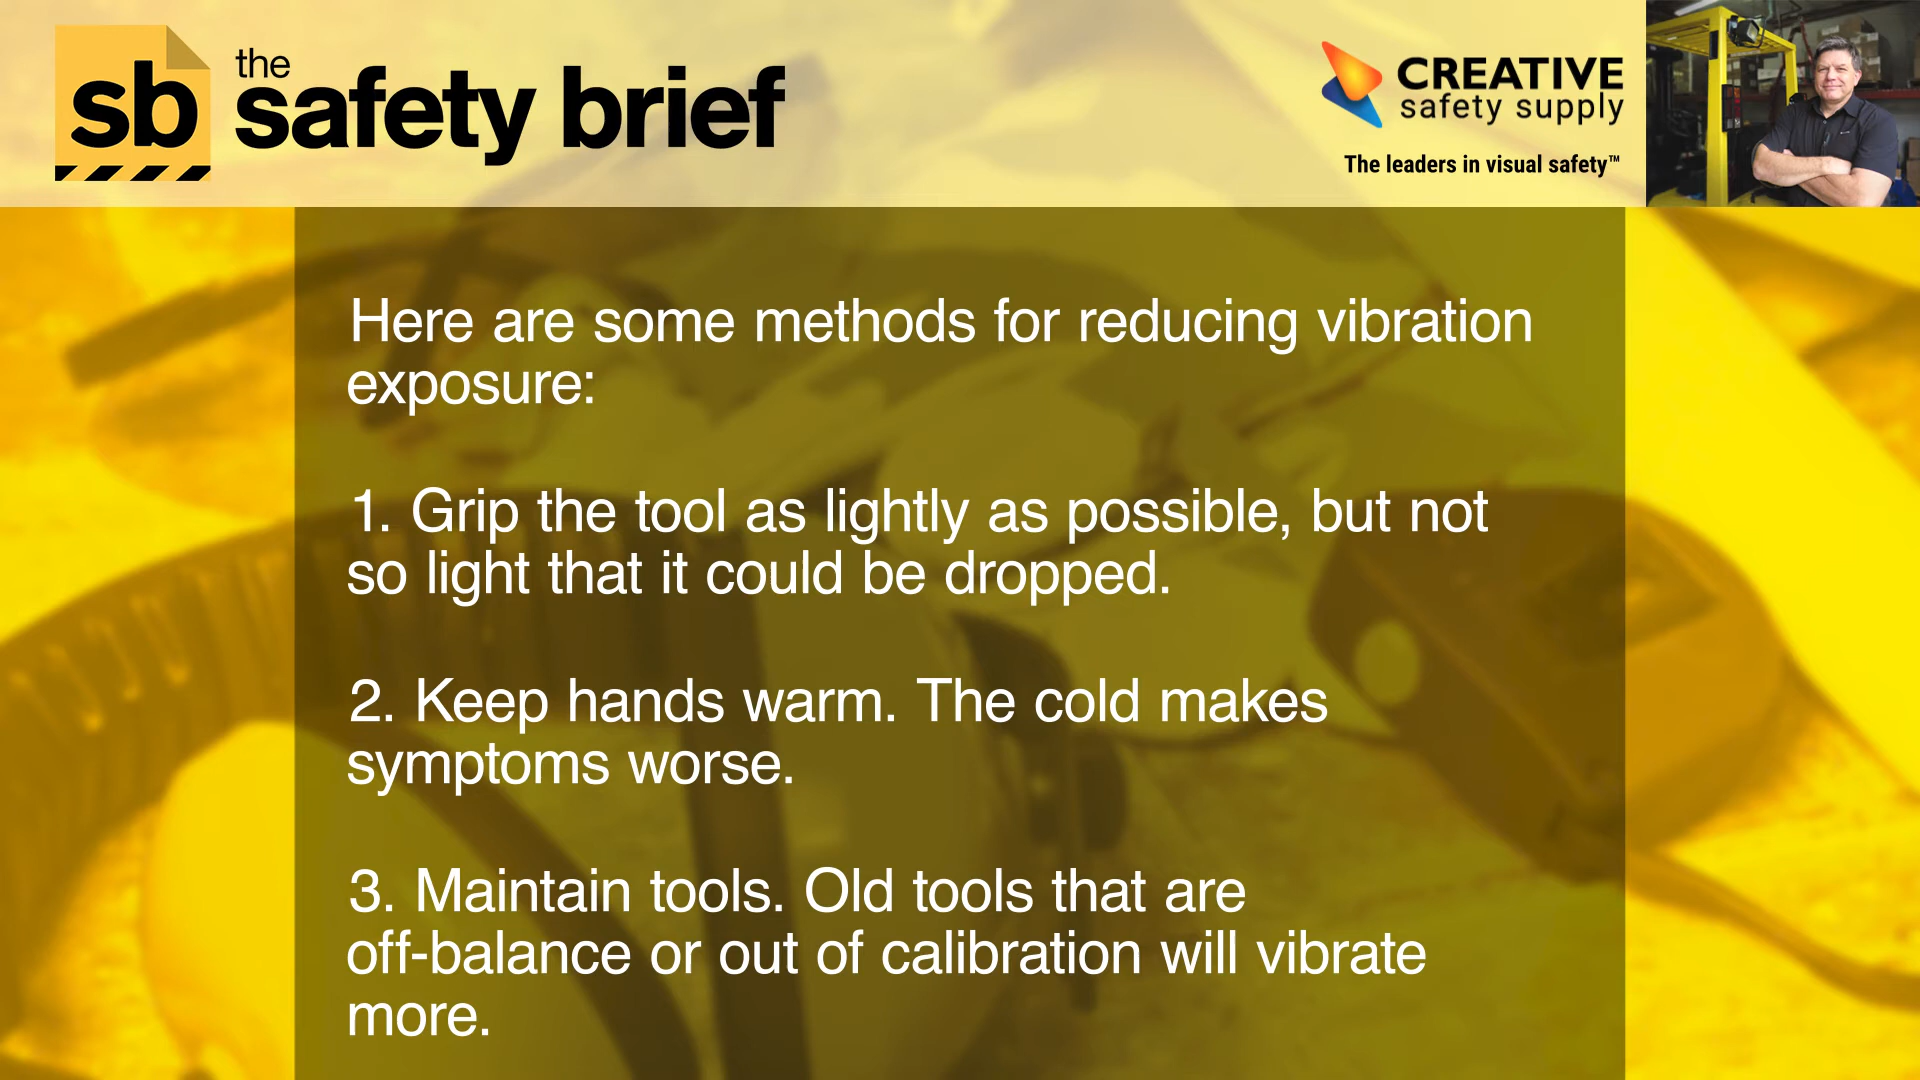 sb
the
safety brief
CREATIVE
safety supply
The leaders in visual safety™
Here are some methods for reducing vibration
exposure:
1. Grip the tool as lightly as possible, but not
so light that it could be dropped.
2. Keep hands warm. The cold makes
symptoms worse.
3. Maintain tools. Old tools that are
off-balance or out of calibration will vibrate
more.